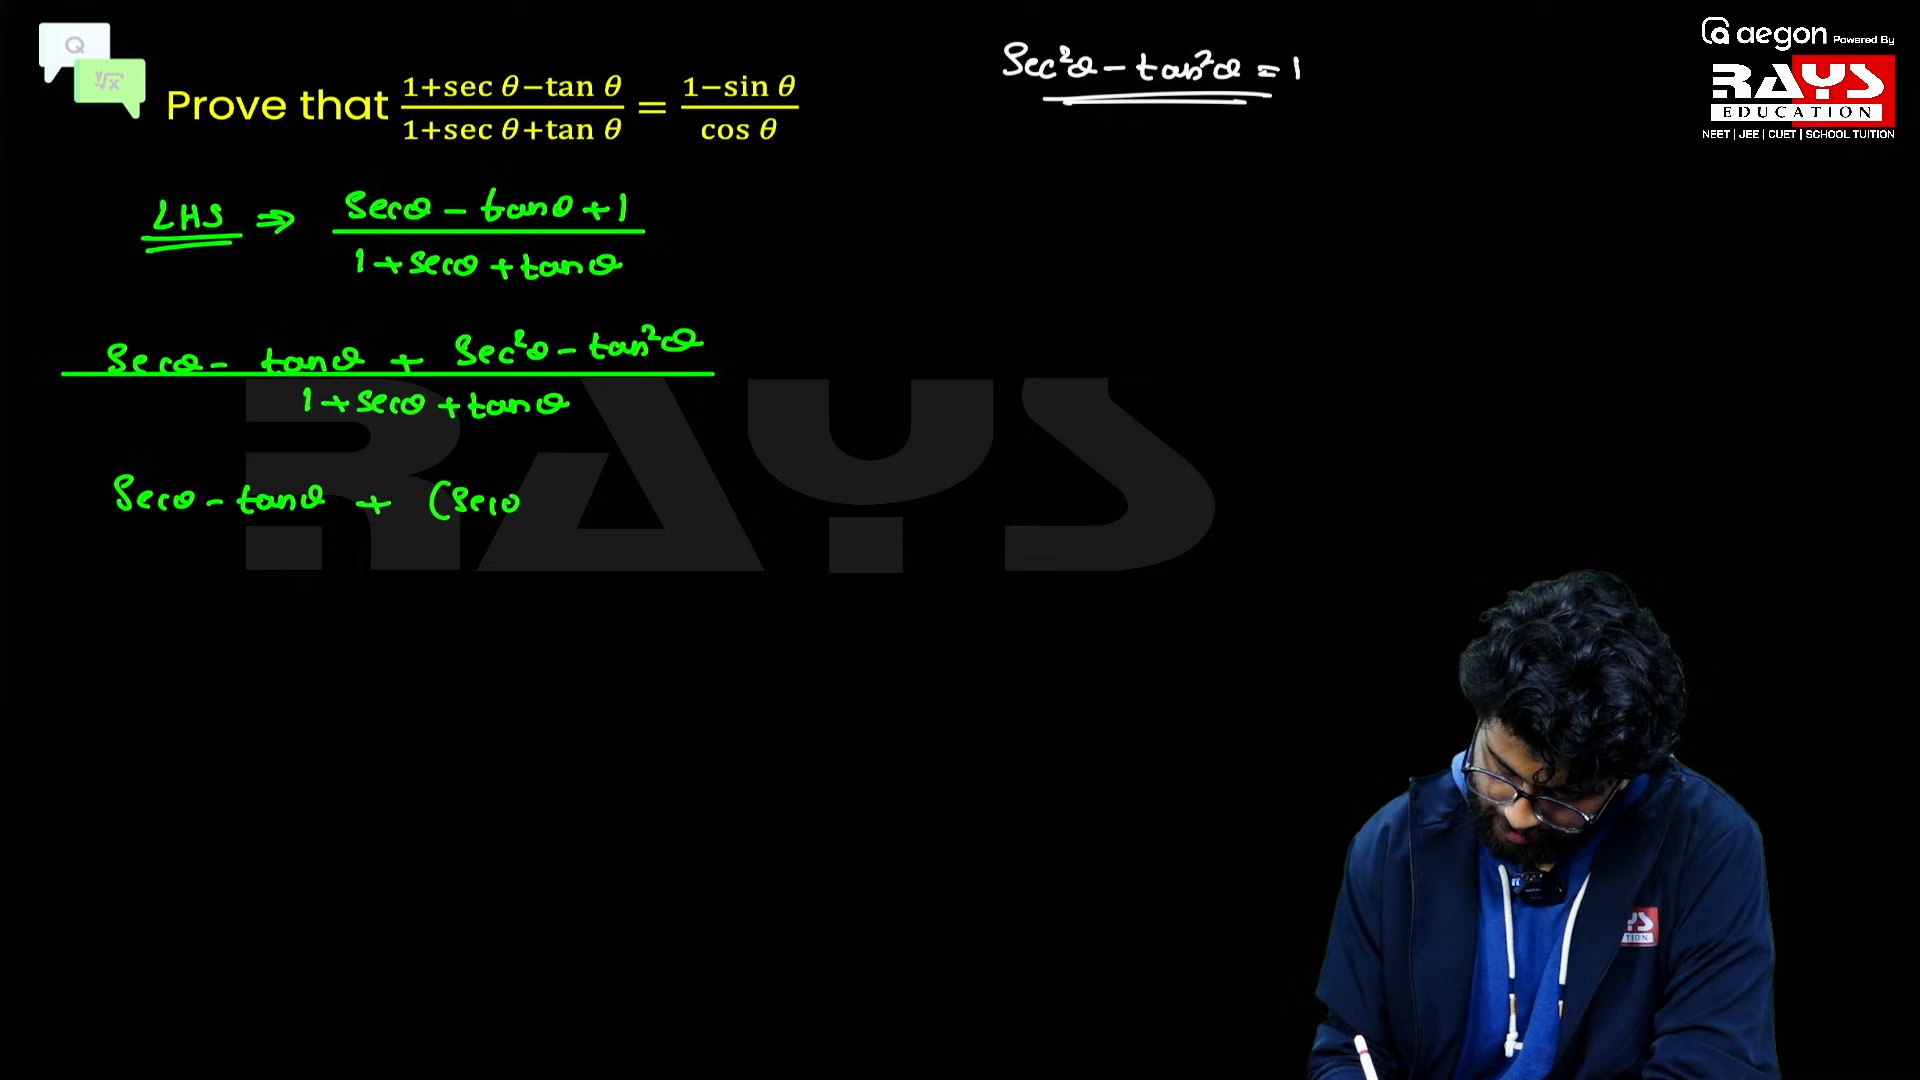 Q
√x
Prove that (1+sec θ−tan θ)/(1+sec θ+tan θ) = (1−sin θ)/(cos θ)
sec²θ − tan²θ = 1
aegon Powered By
RAYS
EDUCATION
NEET | JEE | CUET | SCHOOL TUITION
LHS ⇒ (secθ − tanθ + 1)/(1 + secθ + tanθ)
(secθ − tanθ + sec²θ − tan²θ)/(1 + secθ + tanθ)
secθ − tanθ + (secθ
RAYS
YS
TION